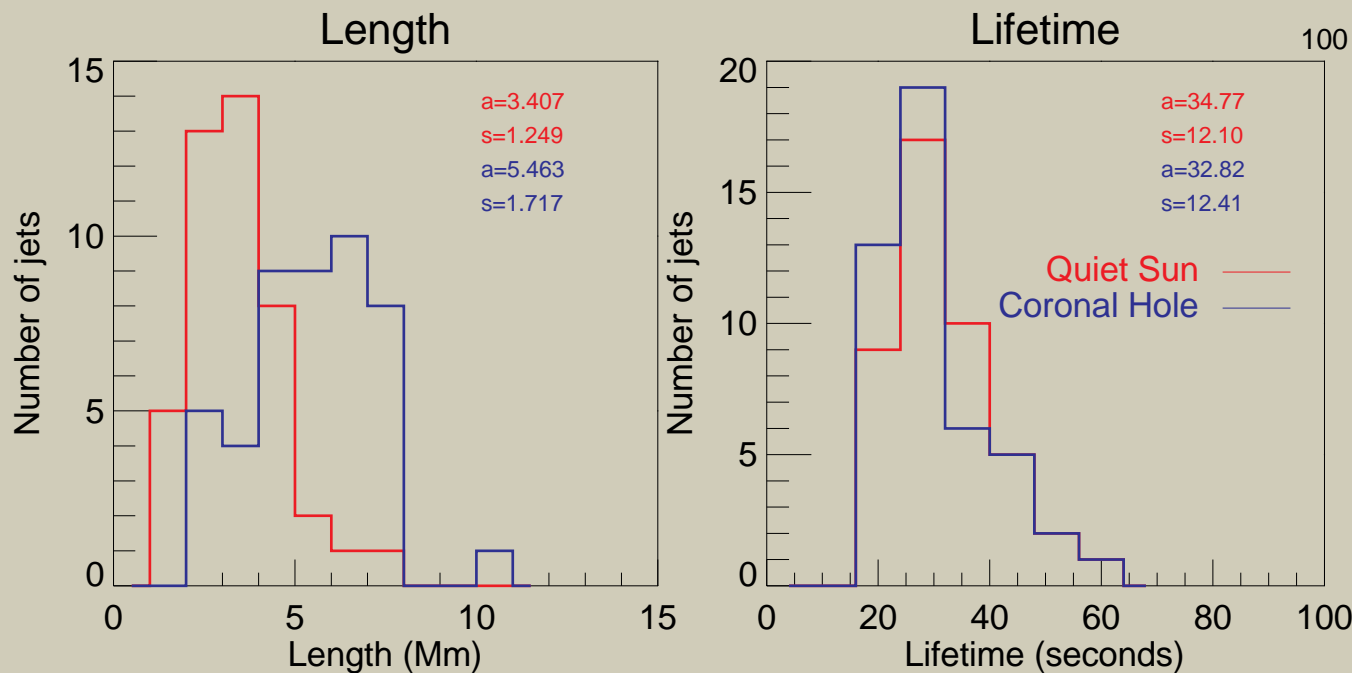 Length
Number of jets
15
10
5
0
0 5 10 15
Length (Mm)
a=3.407
s=1.249
a=5.463
s=1.717
Lifetime
100
Number of jets
20
15
10
5
0
0 20 40 60 80 100
Lifetime (seconds)
a=34.77
s=12.10
a=32.82
s=12.41
Quiet Sun
Coronal Hole